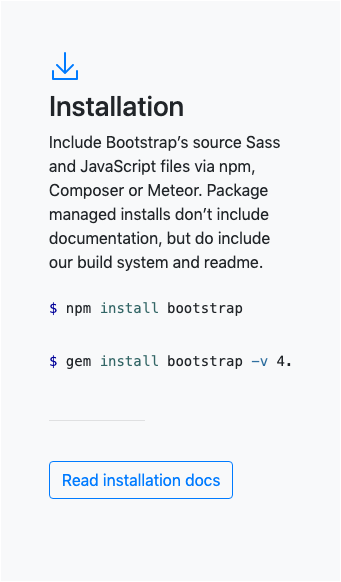 Installation
Include Bootstrap’s source Sass
and JavaScript files via npm,
Composer or Meteor. Package
managed installs don’t include
documentation, but do include
our build system and readme.
$ npm install bootstrap
$ gem install bootstrap -v 4.
Read installation docs